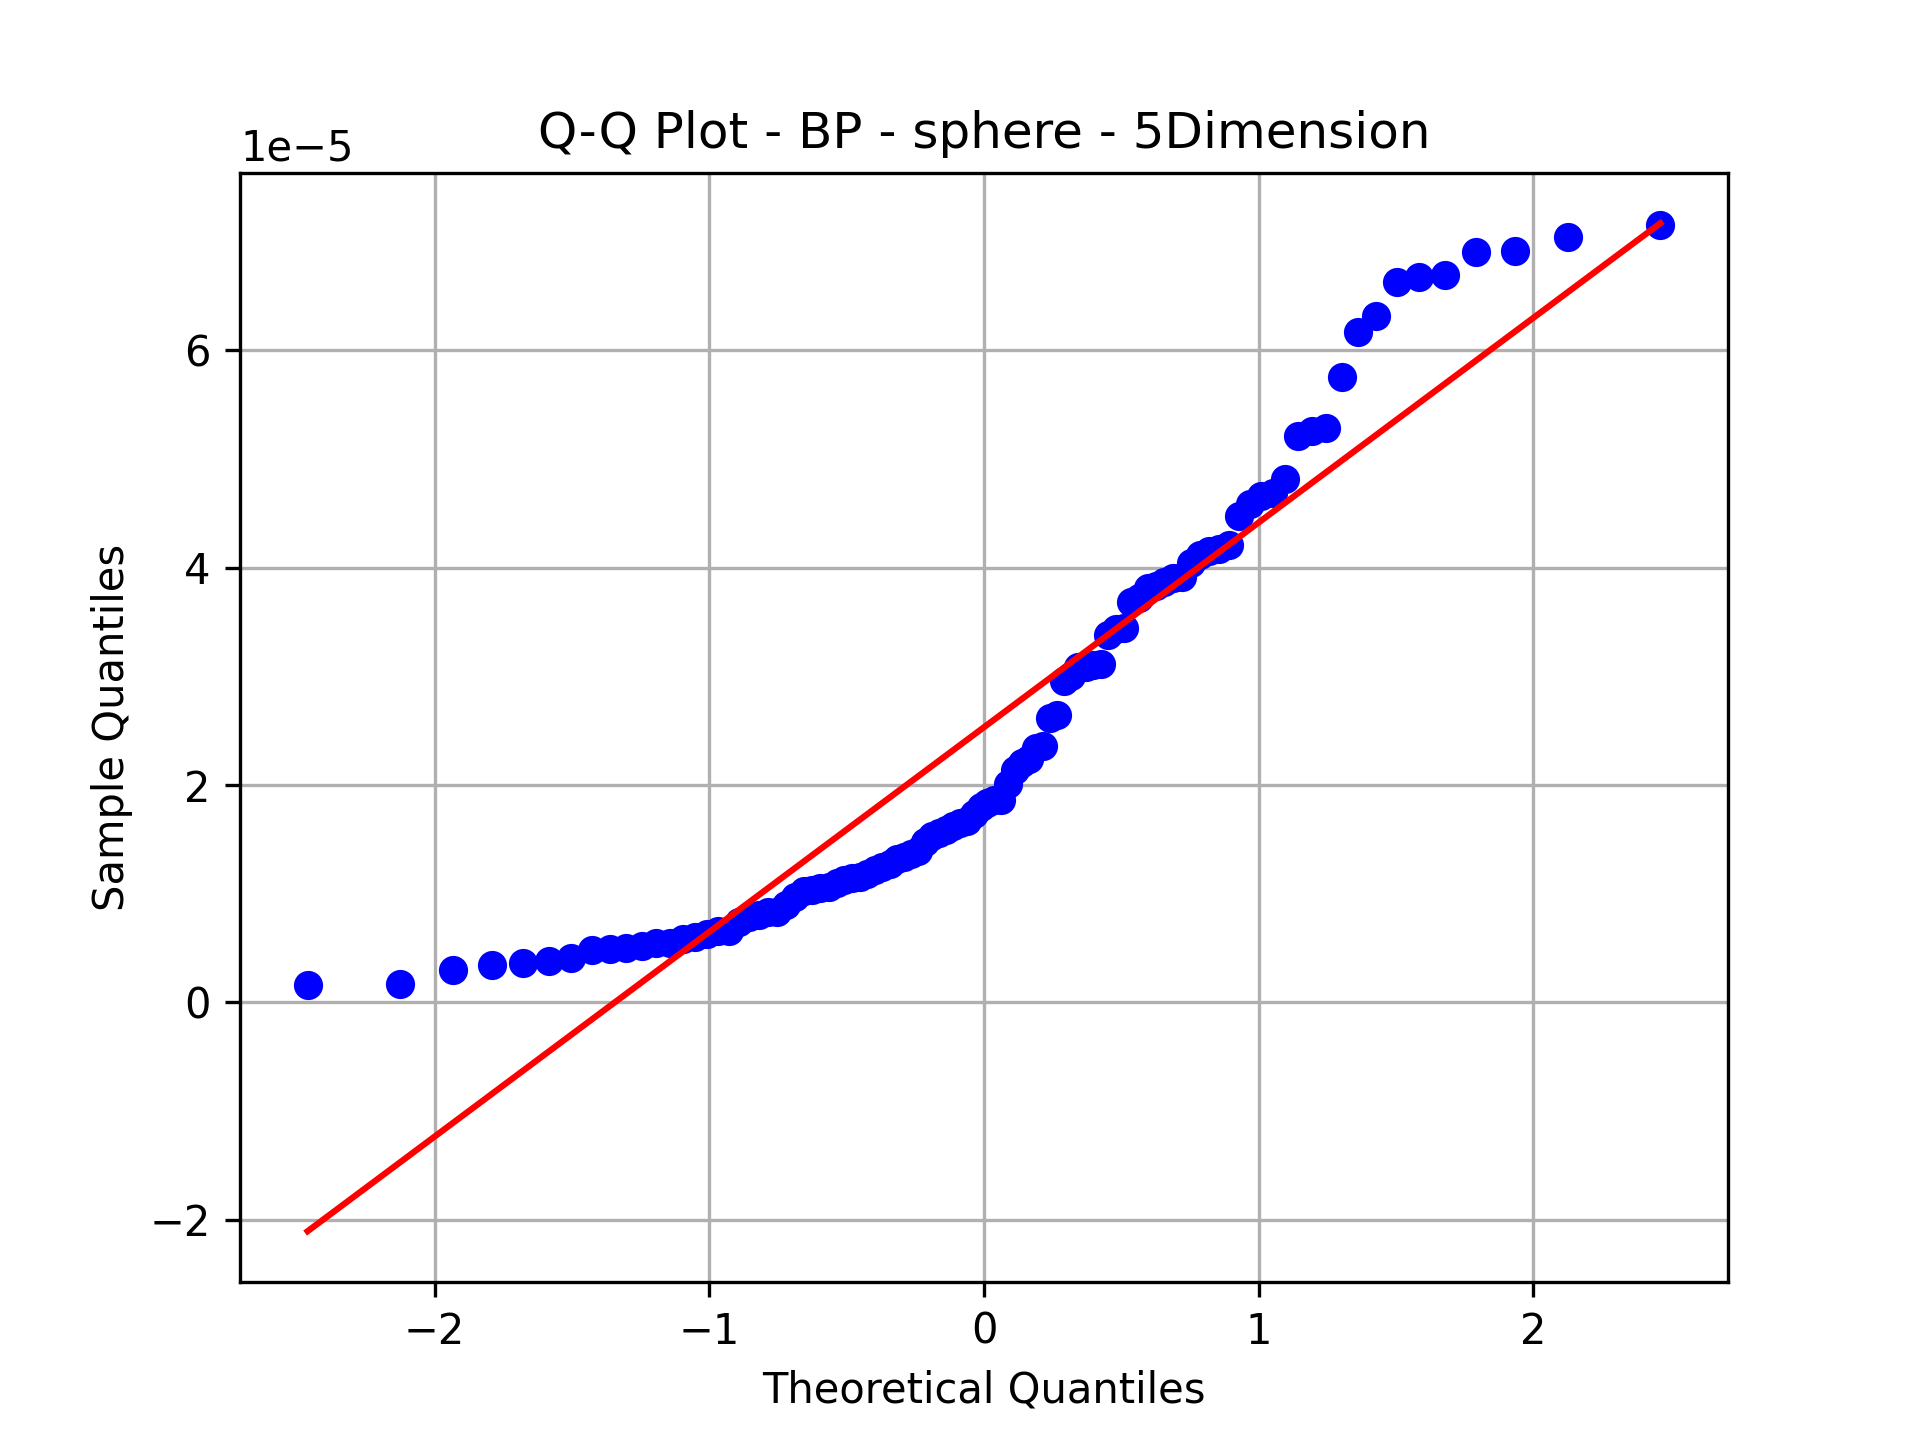 Q-Q Plot - BP - sphere - 5Dimension
1e−5
6
4
2
0
−2
Sample Quantiles
−2 −1 0 1 2
Theoretical Quantiles